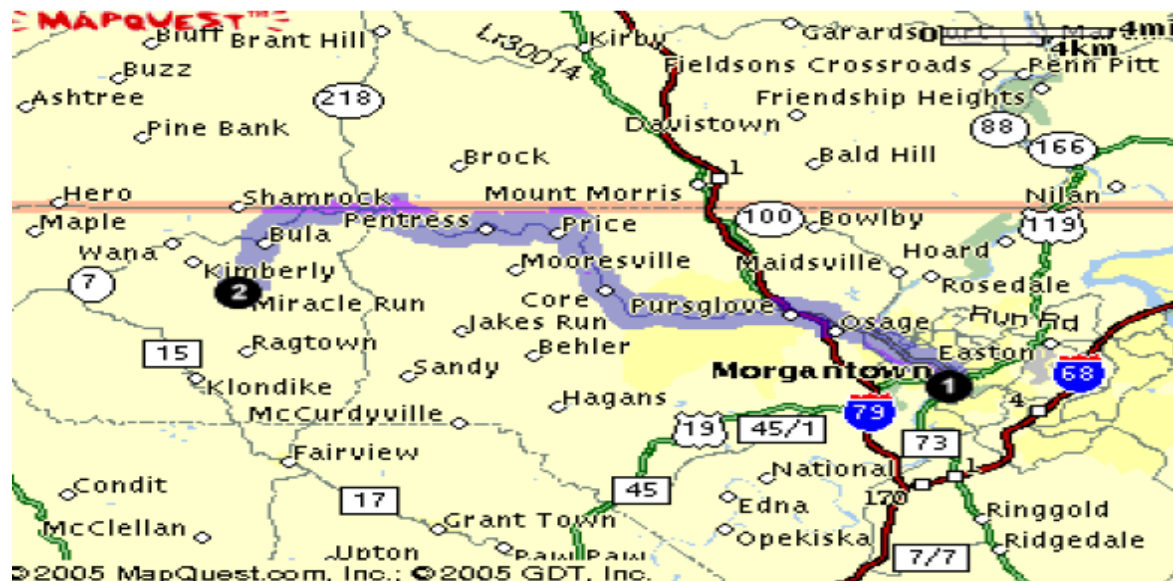 MAPQUEST™
Bluff
Brant Hill
Kirby
Garardsfort
0 4mi
4km
Lr30014
Buzz
Fieldsons Crossroads
Penn Pitt
Ashtree
218
Friendship Heights
Pine Bank
Davistown
88
166
Brock
Bald Hill
1
Hero
Shamrock
Mount Morris
Nilan
Maple
Pentress
Price
100
Bowlby
119
Wana
Bula
Hoard
7
Kimberly
Mooresville
Maidsville
Rosedale
2
Miracle Run
Core
Pursglove
Osage
Run Rd
Jakes Run
15
Ragtown
Behler
Easton
Sandy
Morgantown
1
68
Klondike
79
McCurdyville
Hagans
4
19
45/1
73
Fairview
National
1
Condit
17
45
170
Edna
Ringgold
McClellan
Grant Town
Opekiska
Ridgedale
Upton
Paw Paw
7/7
©2005 MapQuest.com, Inc.; ©2005 GDT, Inc.